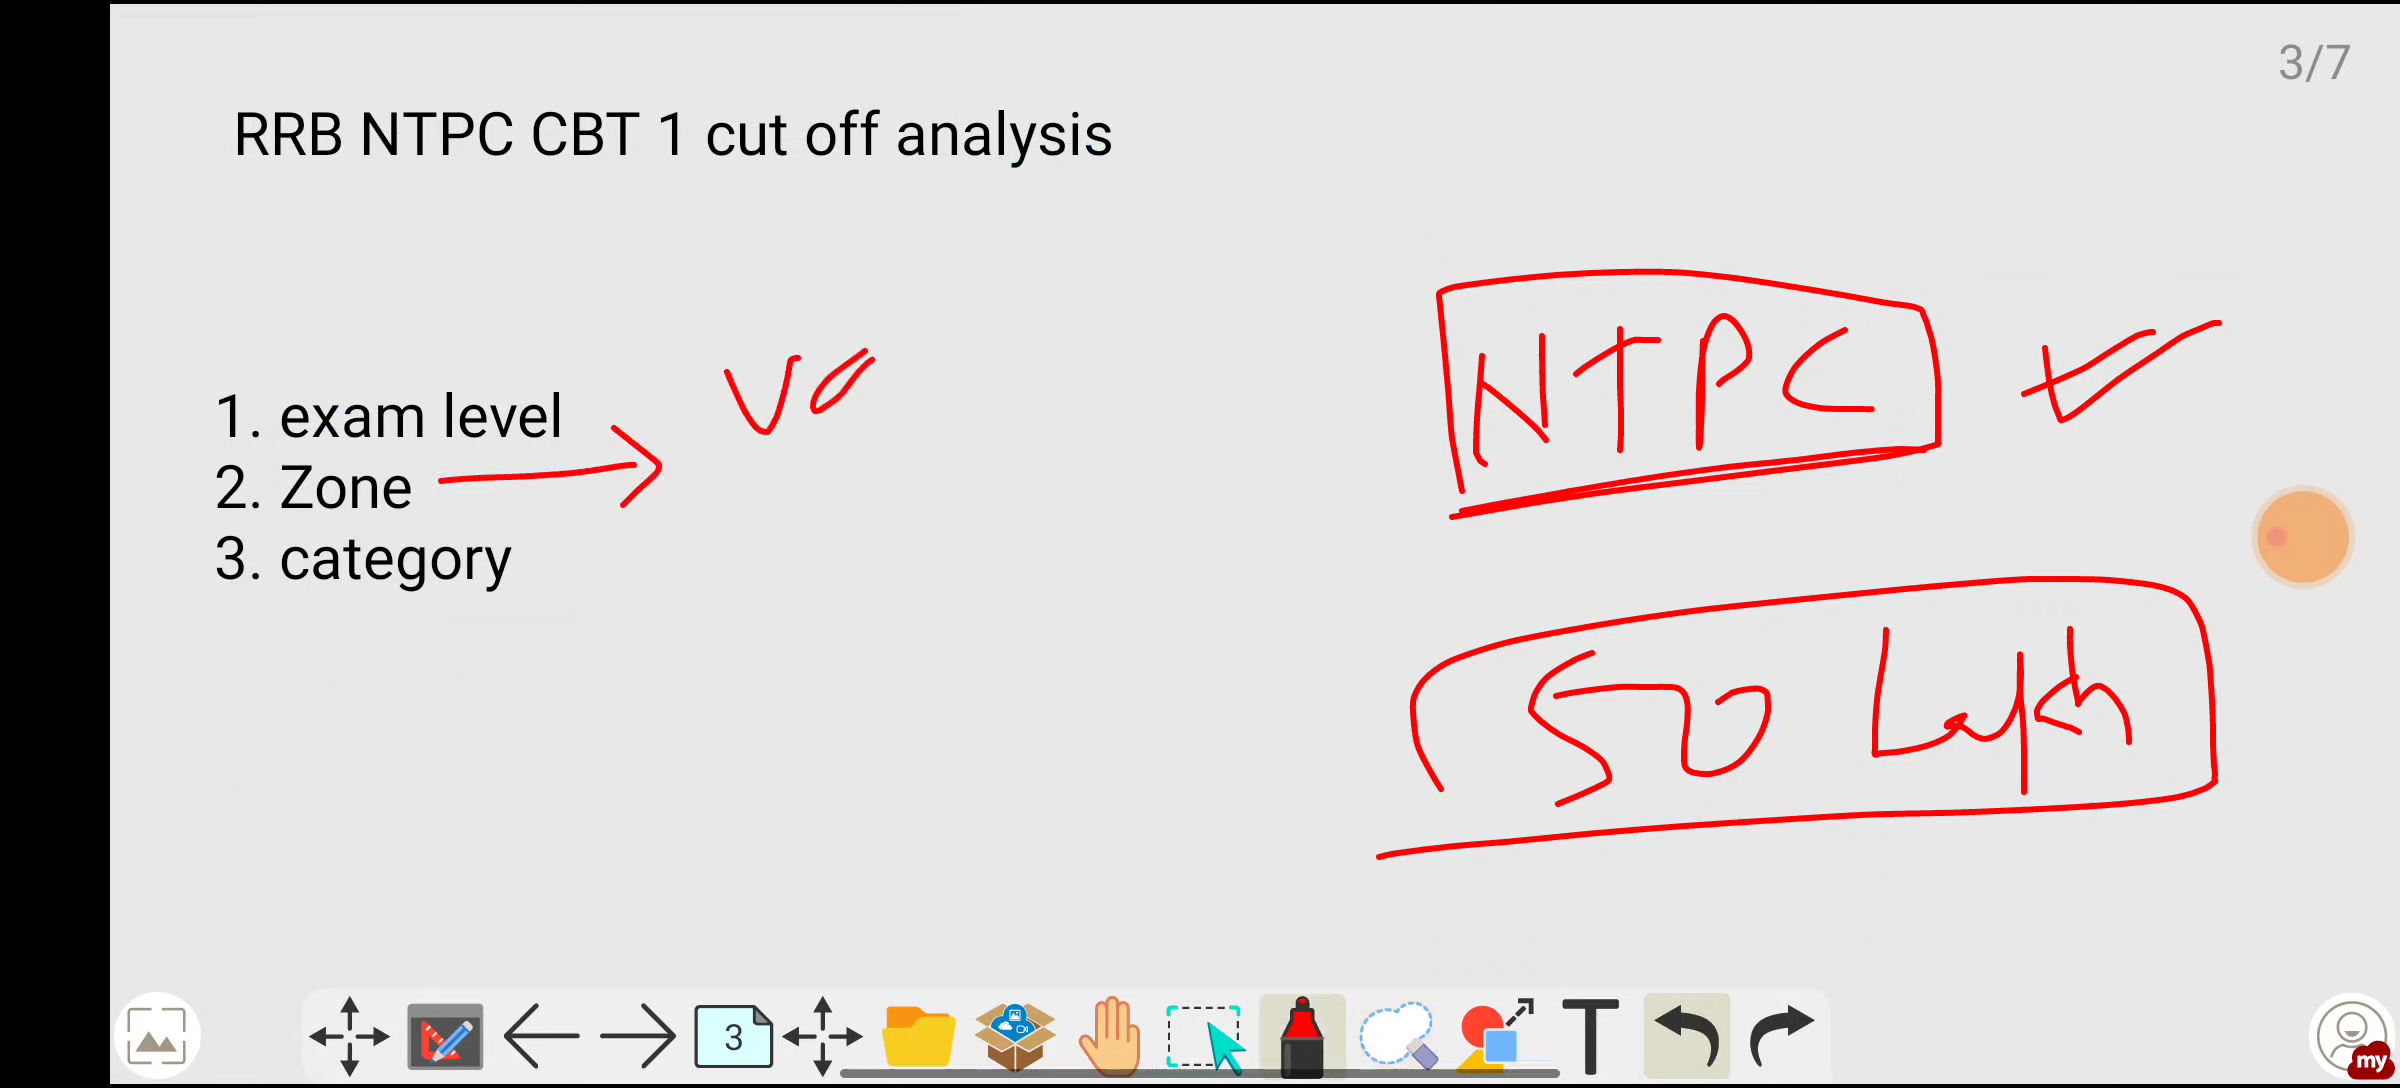 3/7
RRB NTPC CBT 1 cut off analysis
NTPC
1. exam level
2. Zone
3. category
50 Lakh
3
T
my